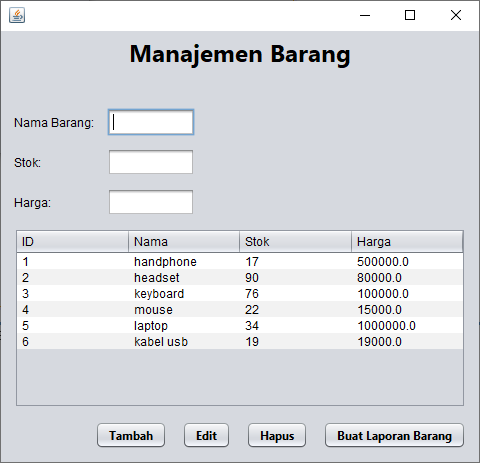 Manajemen Barang
Nama Barang:
Stok:
Harga:
ID Nama Stok Harga
1 handphone 17 500000.0
2 headset 90 80000.0
3 keyboard 76 100000.0
4 mouse 22 15000.0
5 laptop 34 1000000.0
6 kabel usb 19 19000.0
Tambah Edit Hapus Buat Laporan Barang